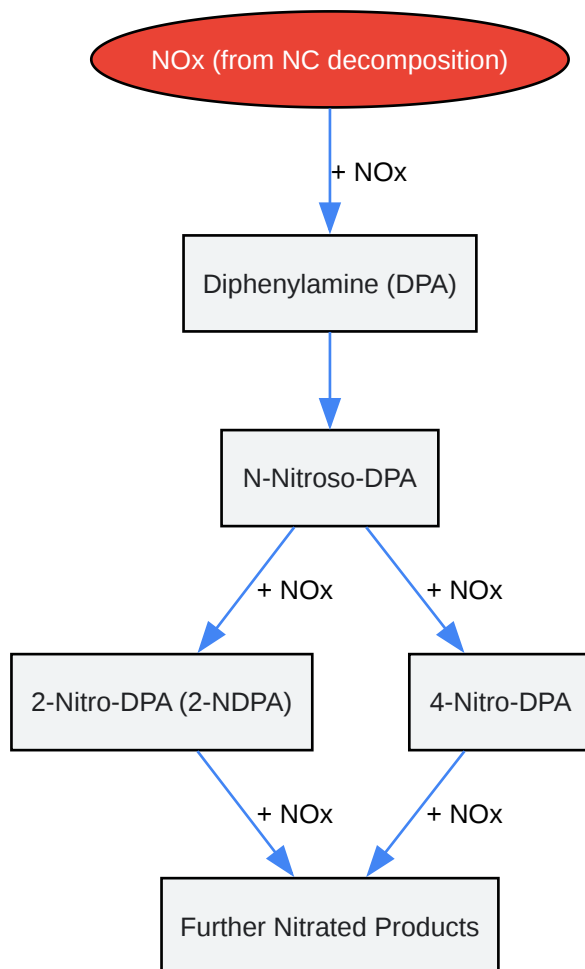 NOx (from NC decomposition)
+ NOx
Diphenylamine (DPA)
N-Nitroso-DPA
+ NOx
+ NOx
2-Nitro-DPA (2-NDPA)
4-Nitro-DPA
+ NOx
+ NOx
Further Nitrated Products